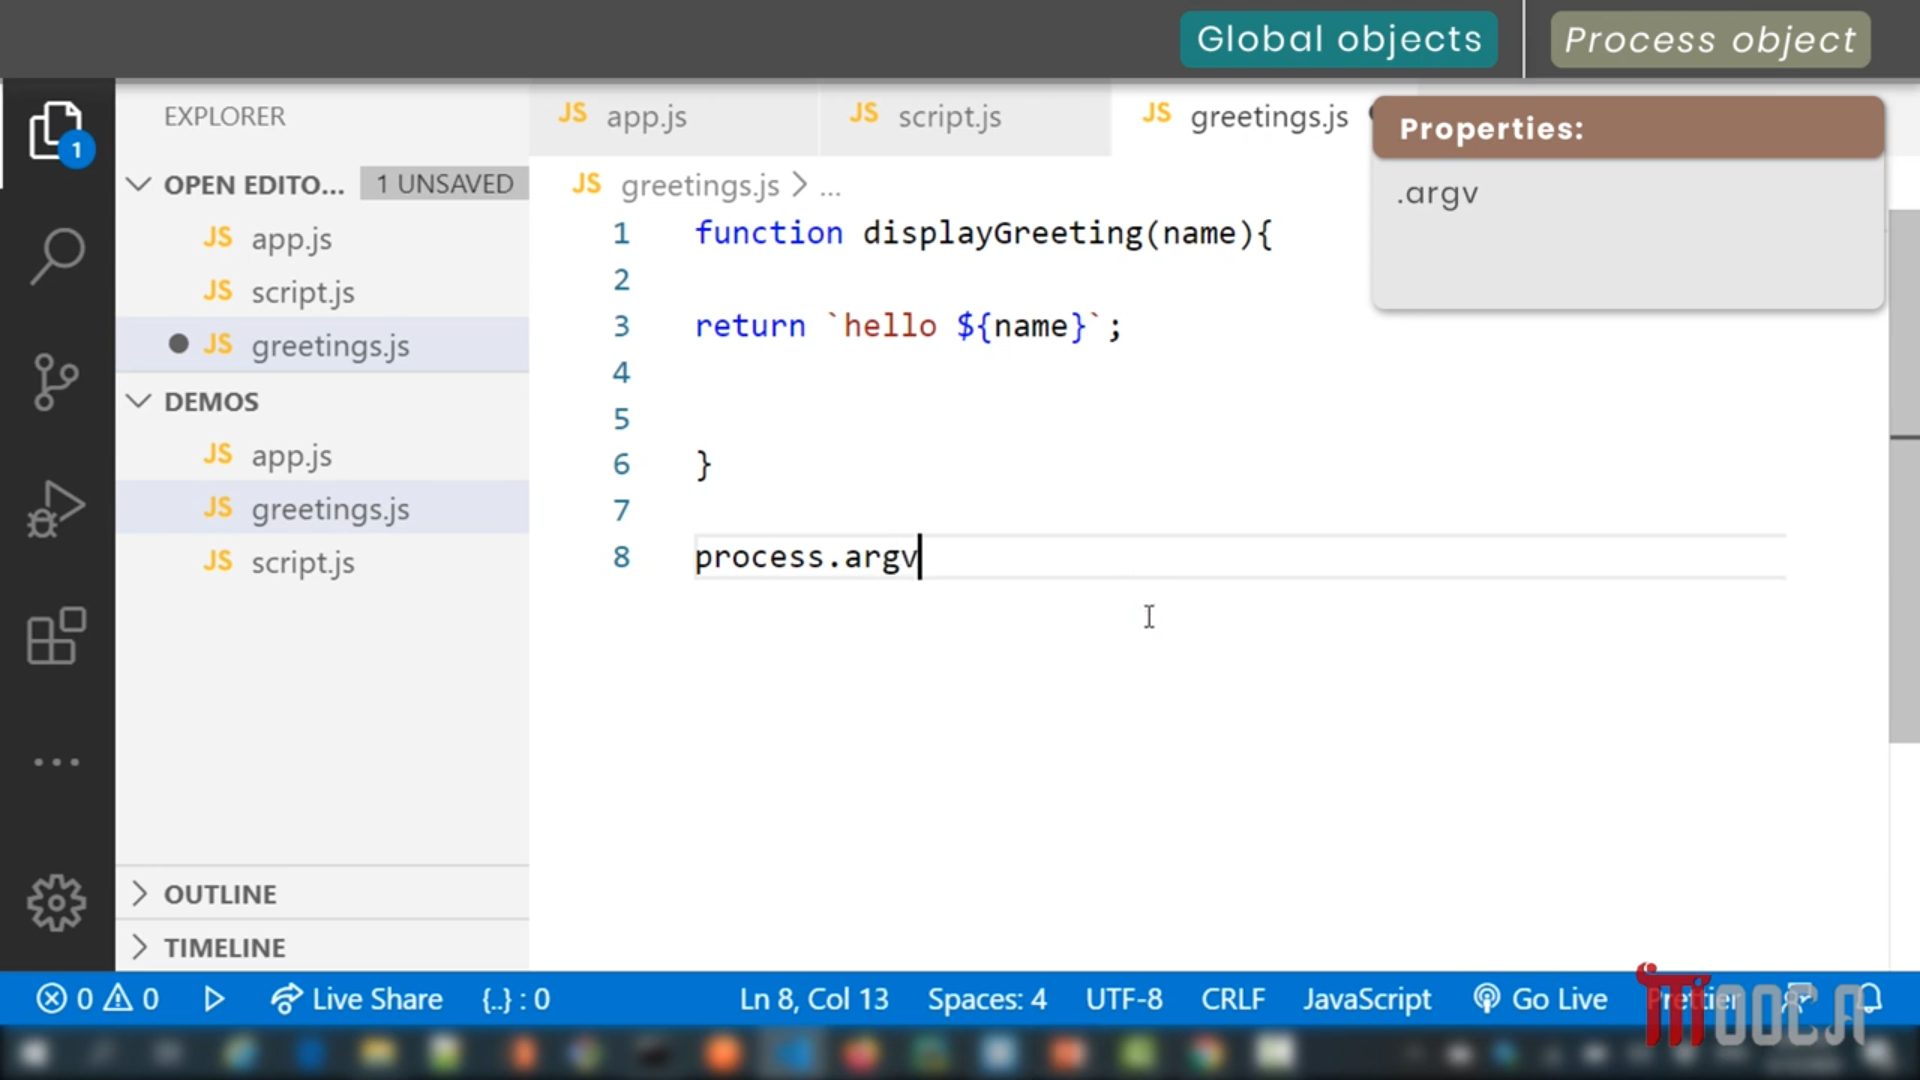 Global objects
Process object
EXPLORER
JS app.js
JS script.js
JS greetings.js
Properties:
.argv
1
OPEN EDITO... 1 UNSAVED
JS app.js
JS script.js
JS greetings.js
DEMOS
JS app.js
JS greetings.js
JS script.js
OUTLINE
TIMELINE
JS greetings.js > ...
1 function displayGreeting(name){
2
3 return `hello ${name}`;
4
5
6 }
7
8 process.argv
0 0 Live Share {..} : 0 Ln 8, Col 13 Spaces: 4 UTF-8 CRLF JavaScript Go Live Prettier
MOOCA